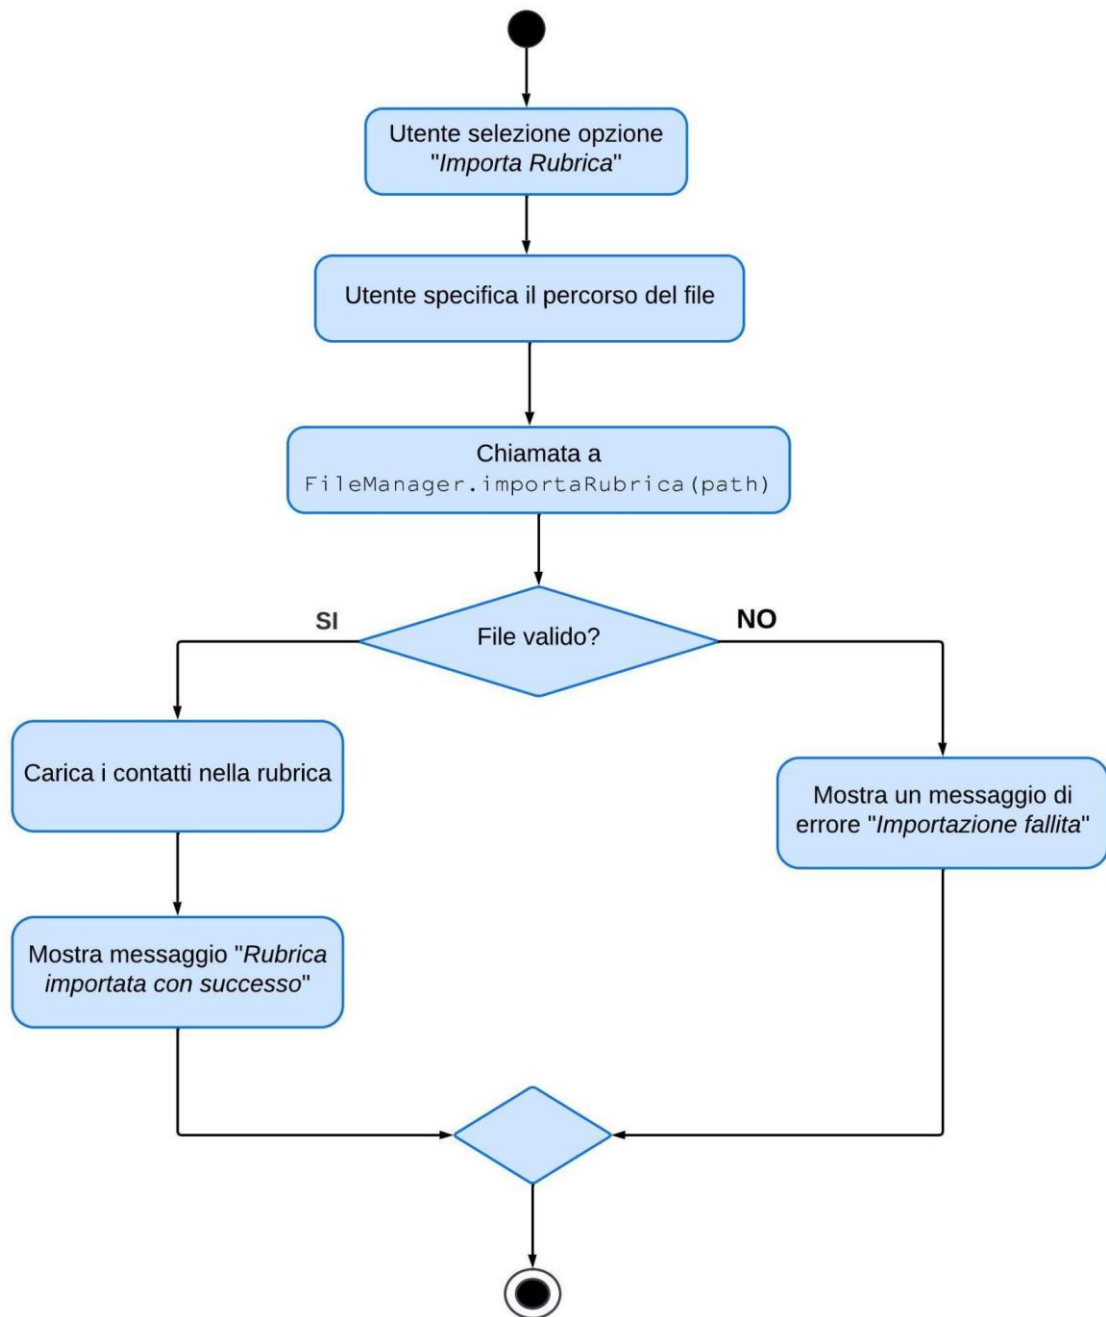 Utente selezione opzione
"Importa Rubrica"
Utente specifica il percorso del file
Chiamata a
FileManager.importaRubrica(path)
File valido?
SI
NO
Carica i contatti nella rubrica
Mostra un messaggio di
errore "Importazione fallita"
Mostra messaggio "Rubrica
importata con successo"